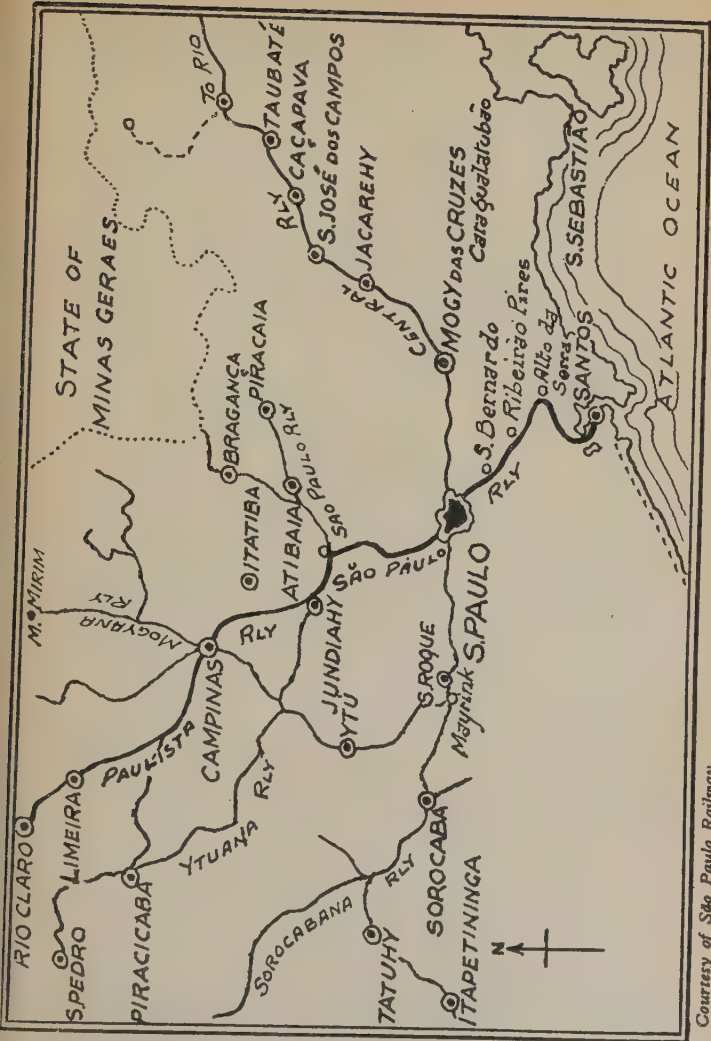 STATE OF
MINAS GERAES
To RIO
TAUBATÉ
CAÇAPAVA
S. JOSÉ DOS CAMPOS
RLY
JACAREHY
CENTRAL
MOGY DAS CRUZES
Caraguatatubão
S. SEBASTIÃO
ATLANTIC OCEAN
M. MIRIM
MOGYANA
RLY
BRAGANÇA
PIRACAIA
ITATIBA
ATIBAIA
SÃO PAULO RLY
RIO CLARO
LIMEIRA
S. PEDRO
PAULISTA
CAMPINAS
RLY
JUNDIAHY
SÃO PAULO
S. Bernardo
Ribeirão Pires
Alto da
Serra
SANTOS
RLY
PIRACICABA
YTUANA
RLY
YTÚ
S. ROQUE
Mayrink
S. PAULO
SOROCABANA
RLY
SOROCABA
TATUHY
ITAPETININGA
N
Courtesy of São Paulo Railway